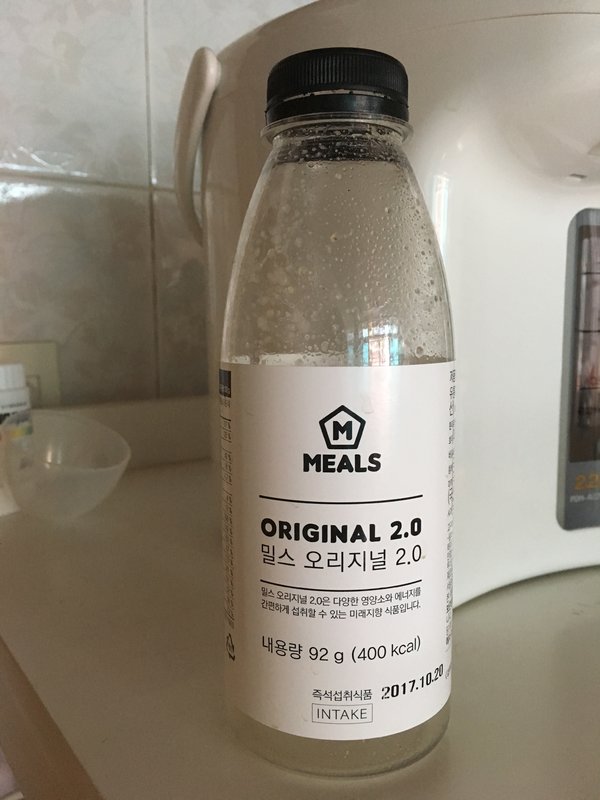 M
MEALS
ORIGINAL 2.0
밀스 오리지널 2.0
밀스 오리지널 2.0은 다양한 영양소와 에너지를
간편하게 섭취할 수 있는 미래지향 식품입니다.
내용량 92 g (400 kcal)
즉석섭취식품 2017.10.20
INTAKE